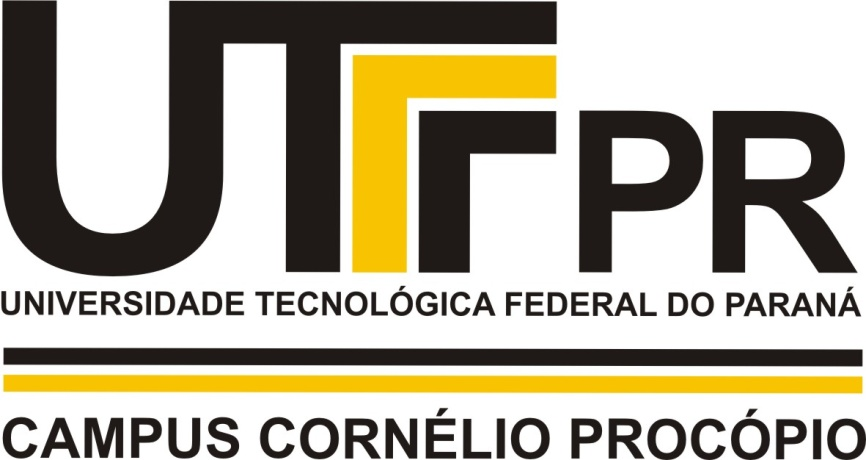 UTFPR
UNIVERSIDADE TECNOLÓGICA FEDERAL DO PARANÁ
CAMPUS CORNÉLIO PROCÓPIO